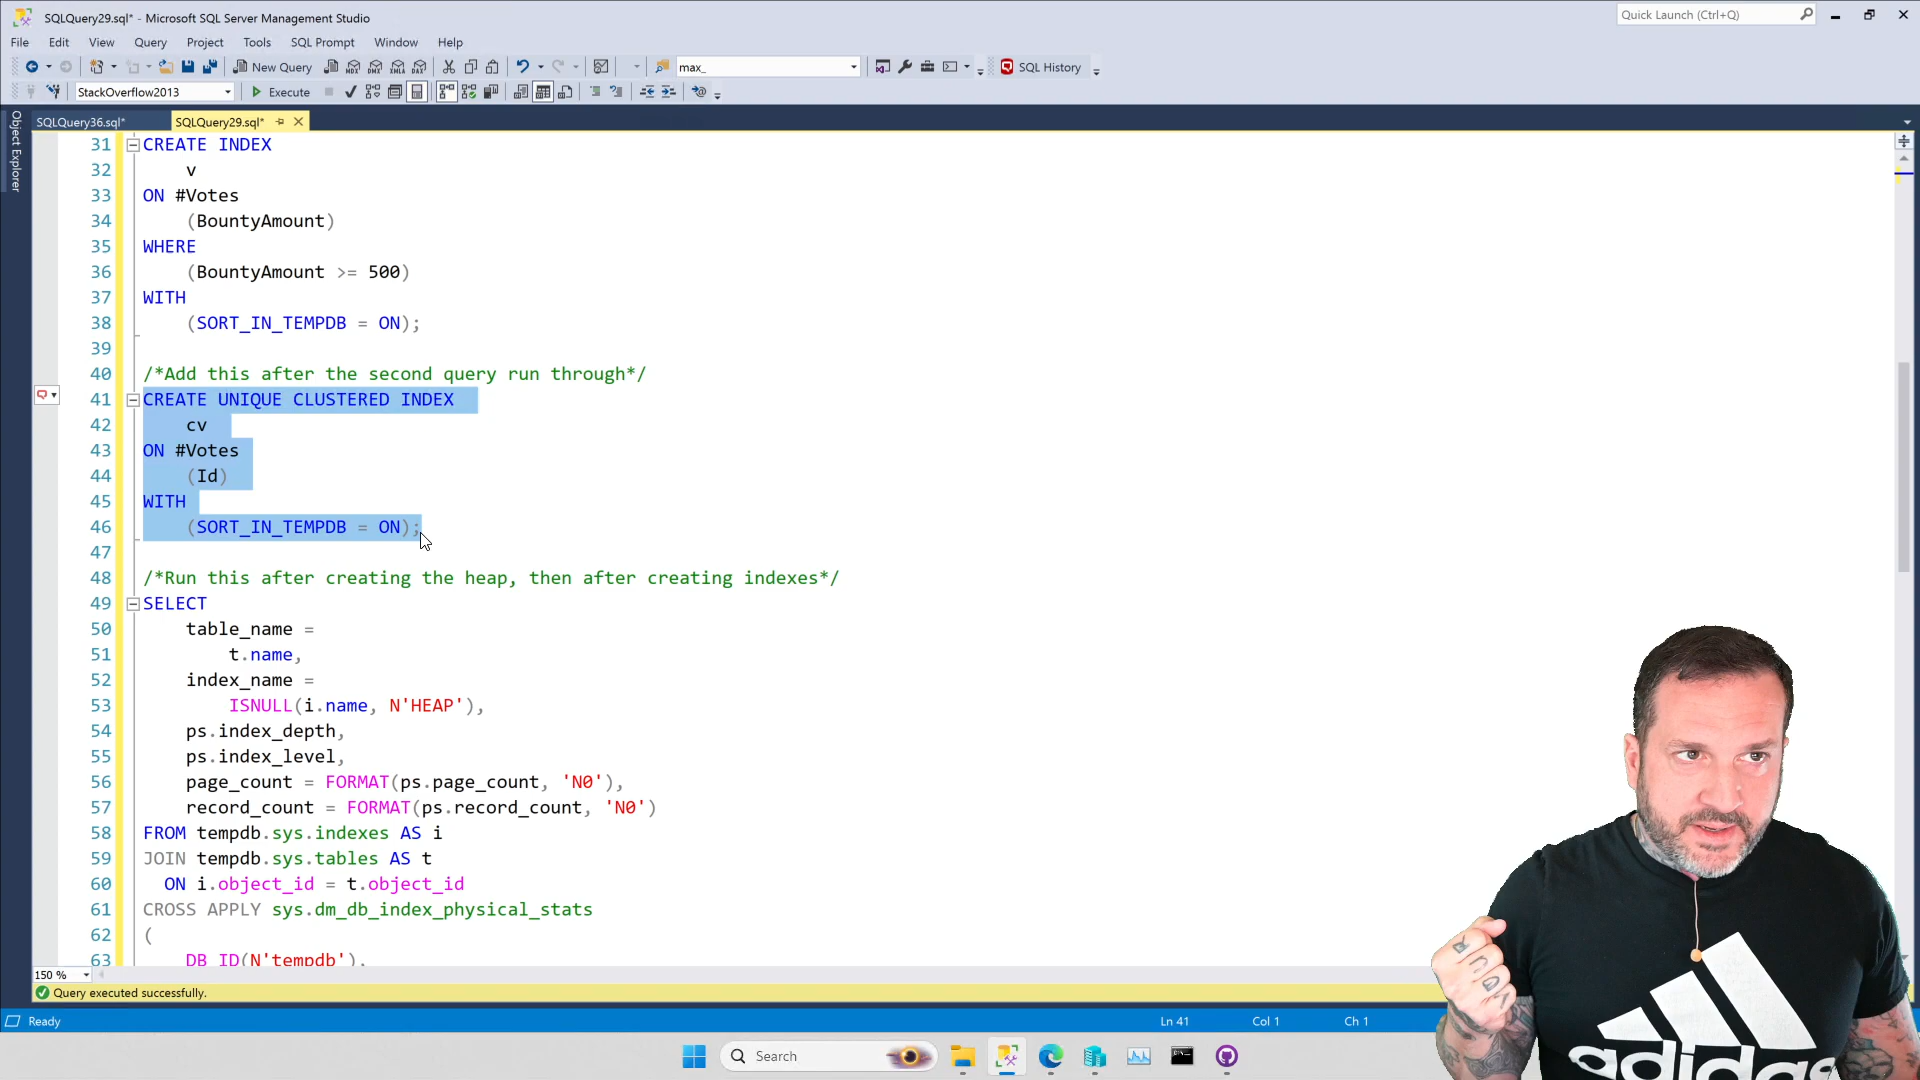 SQLQuery29.sql* - Microsoft SQL Server Management Studio
Quick Launch (Ctrl+Q)
File Edit View Query Project Tools SQL Prompt Window Help
New Query
MDX DMX XMLA DAX
max_
SQL History
StackOverflow2013
Execute
SQLQuery36.sql*
SQLQuery29.sql*
Object Explorer
31 CREATE INDEX
32 v
33 ON #Votes
34 (BountyAmount)
35 WHERE
36 (BountyAmount >= 500)
37 WITH
38 (SORT_IN_TEMPDB = ON);
39
40 /*Add this after the second query run through*/
41 CREATE UNIQUE CLUSTERED INDEX
42 cv
43 ON #Votes
44 (Id)
45 WITH
46 (SORT_IN_TEMPDB = ON);
47
48 /*Run this after creating the heap, then after creating indexes*/
49 SELECT
50 table_name =
51 t.name,
52 index_name =
53 ISNULL(i.name, N'HEAP'),
54 ps.index_depth,
55 ps.index_level,
56 page_count = FORMAT(ps.page_count, 'N0'),
57 record_count = FORMAT(ps.record_count, 'N0')
58 FROM tempdb.sys.indexes AS i
59 JOIN tempdb.sys.tables AS t
60 ON i.object_id = t.object_id
61 CROSS APPLY sys.dm_db_index_physical_stats
62 (
63 DB_ID(N'tempdb'),
150 %
Query executed successfully.
Ready
Ln 41 Col 1 Ch 1
Search
adidas